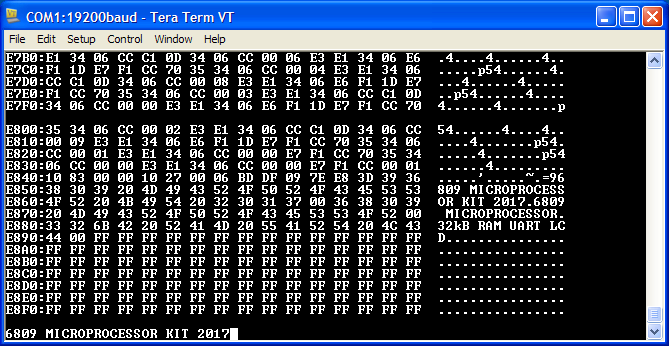 COM1:19200baud - Tera Term VT
File Edit Setup Control Window Help
E7B0:E1 34 06 CC C1 0D 34 06 CC 00 06 E3 E1 34 06 E6 .4....4......4..
E7C0:F1 1D E7 F1 CC 70 35 34 06 CC 00 04 E3 E1 34 06 .....p54......4.
E7D0:CC C1 0D 34 06 CC 00 08 E3 E1 34 06 E6 F1 1D E7 ...4......4.....
E7E0:F1 CC 70 35 34 06 CC 00 03 E3 E1 34 06 CC C1 0D ..p54......4....
E7F0:34 06 CC 00 00 E3 E1 34 06 E6 F1 1D E7 F1 CC 70 4......4.......p
E800:35 34 06 CC 00 02 E3 E1 34 06 CC C1 0D 34 06 CC 54......4....4..
E810:00 09 E3 E1 34 06 E6 F1 1D E7 F1 CC 70 35 34 06 ....4.......p54.
E820:CC 00 01 E3 E1 34 06 CC 00 00 E7 F1 CC 70 35 34 .....4.......p54
E830:06 CC 00 00 E3 E1 34 06 CC 00 00 E7 F1 CC 00 01 ......4.........
E840:10 83 00 00 10 27 00 06 BD DF 09 7E E8 3D 39 36 .....'.....~.=96
E850:38 30 39 20 4D 49 43 52 4F 50 52 4F 43 45 53 53 809 MICROPROCESS
E860:4F 52 20 4B 49 54 20 32 30 31 37 00 36 38 30 39 OR KIT 2017.6809
E870:20 4D 49 43 52 4F 50 52 4F 43 45 53 53 4F 52 00 MICROPROCESSOR.
E880:33 32 6B 42 20 52 41 4D 20 55 41 52 54 20 4C 43 32kB RAM UART LC
E890:44 00 FF FF FF FF FF FF FF FF FF FF FF FF FF FF D...............
E8A0:FF FF FF FF FF FF FF FF FF FF FF FF FF FF FF FF ................
E8B0:FF FF FF FF FF FF FF FF FF FF FF FF FF FF FF FF ................
E8C0:FF FF FF FF FF FF FF FF FF FF FF FF FF FF FF FF ................
E8D0:FF FF FF FF FF FF FF FF FF FF FF FF FF FF FF FF ................
E8E0:FF FF FF FF FF FF FF FF FF FF FF FF FF FF FF FF ................
E8F0:FF FF FF FF FF FF FF FF FF FF FF FF FF FF FF FF ................
6809 MICROPROCESSOR KIT 2017